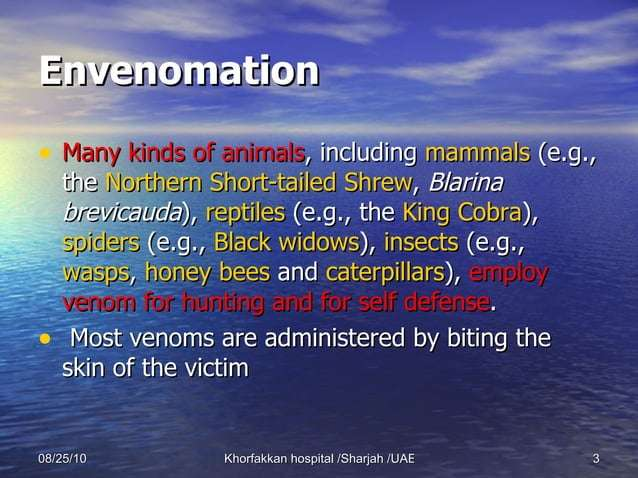 Envenomation
• Many kinds of animals, including mammals (e.g.,
the Northern Short-tailed Shrew, Blarina
brevicauda), reptiles (e.g., the King Cobra),
spiders (e.g., Black widows), insects (e.g.,
wasps, honey bees and caterpillars), employ
venom for hunting and for self defense.
• Most venoms are administered by biting the
skin of the victim
08/25/10 Khorfakkan hospital /Sharjah /UAE 3